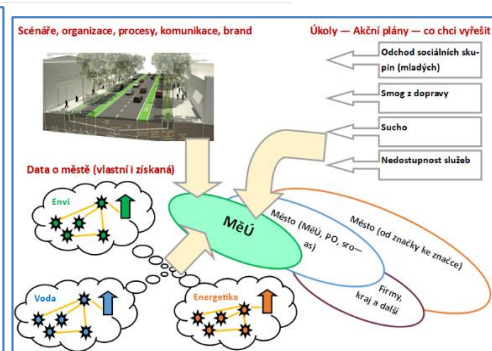 Scénáře, organizace, procesy, komunikace, brand
Úkoly — Akční plány — co chci vyřešit
Odchod sociálních sku-
pin (mladých)
Smog z dopravy
Sucho
Nedostupnost služeb
Data o městě (vlastní i získaná)
Envi
Voda
Energetika
MěÚ
Město (MěÚ, PO, sro—
as)
Město (od značky ke značce)
Firmy,
kraj a další